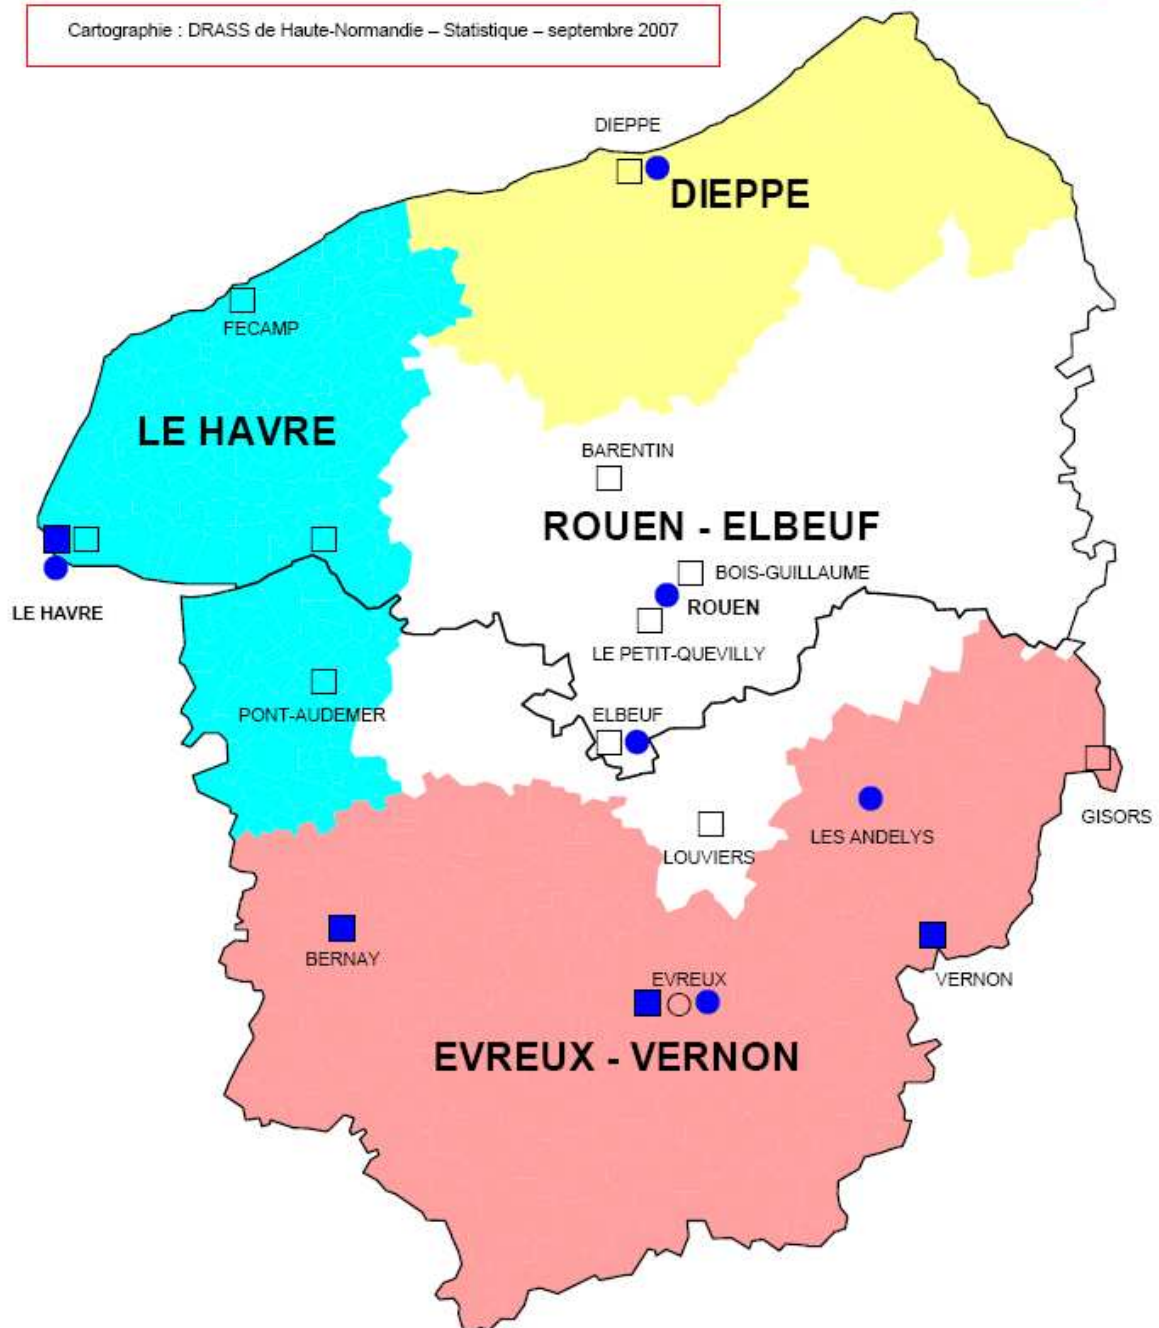 Cartographie : DRASS de Haute-Normandie – Statistique – septembre 2007
DIEPPE
DIEPPE
FECAMP
LE HAVRE
BARENTIN
ROUEN - ELBEUF
BOIS-GUILLAUME
ROUEN
LE HAVRE
LE PETIT-QUEVILLY
PONT-AUDEMER
ELBEUF
GISORS
LES ANDELYS
LOUVIERS
BERNAY
EVREUX
VERNON
EVREUX - VERNON